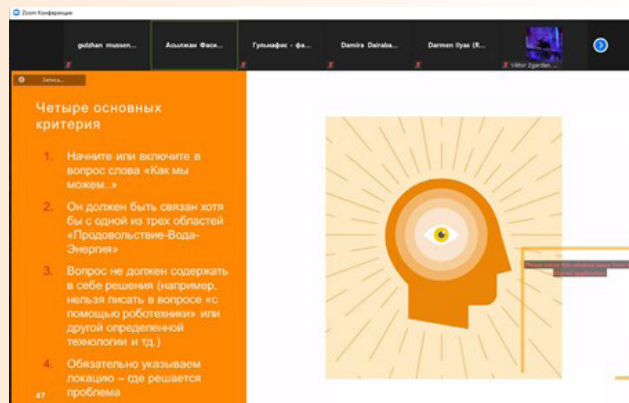 Zoom Конференция
gulzhan mussen...
Асылжан Фаси...
Гульнафис - фа...
Damira Dairaba...
Darmen Ilyas (R...
Viktor Zgarden, ...
Запись...
Четыре основных
критерия
1. Начните или включите в
вопрос слова «Как мы
можем...»
2. Он должен быть связан хотя
бы с одной из трех областей
«Продовольствие-Вода-
Энергия»
3. Вопрос не должен содержать
в себе решения (например,
нельзя писать в вопросе «с
помощью роботехники» или
другой определенной
технологии и тд.)
4. Обязательно указываем
локацию – где решается
проблема
47